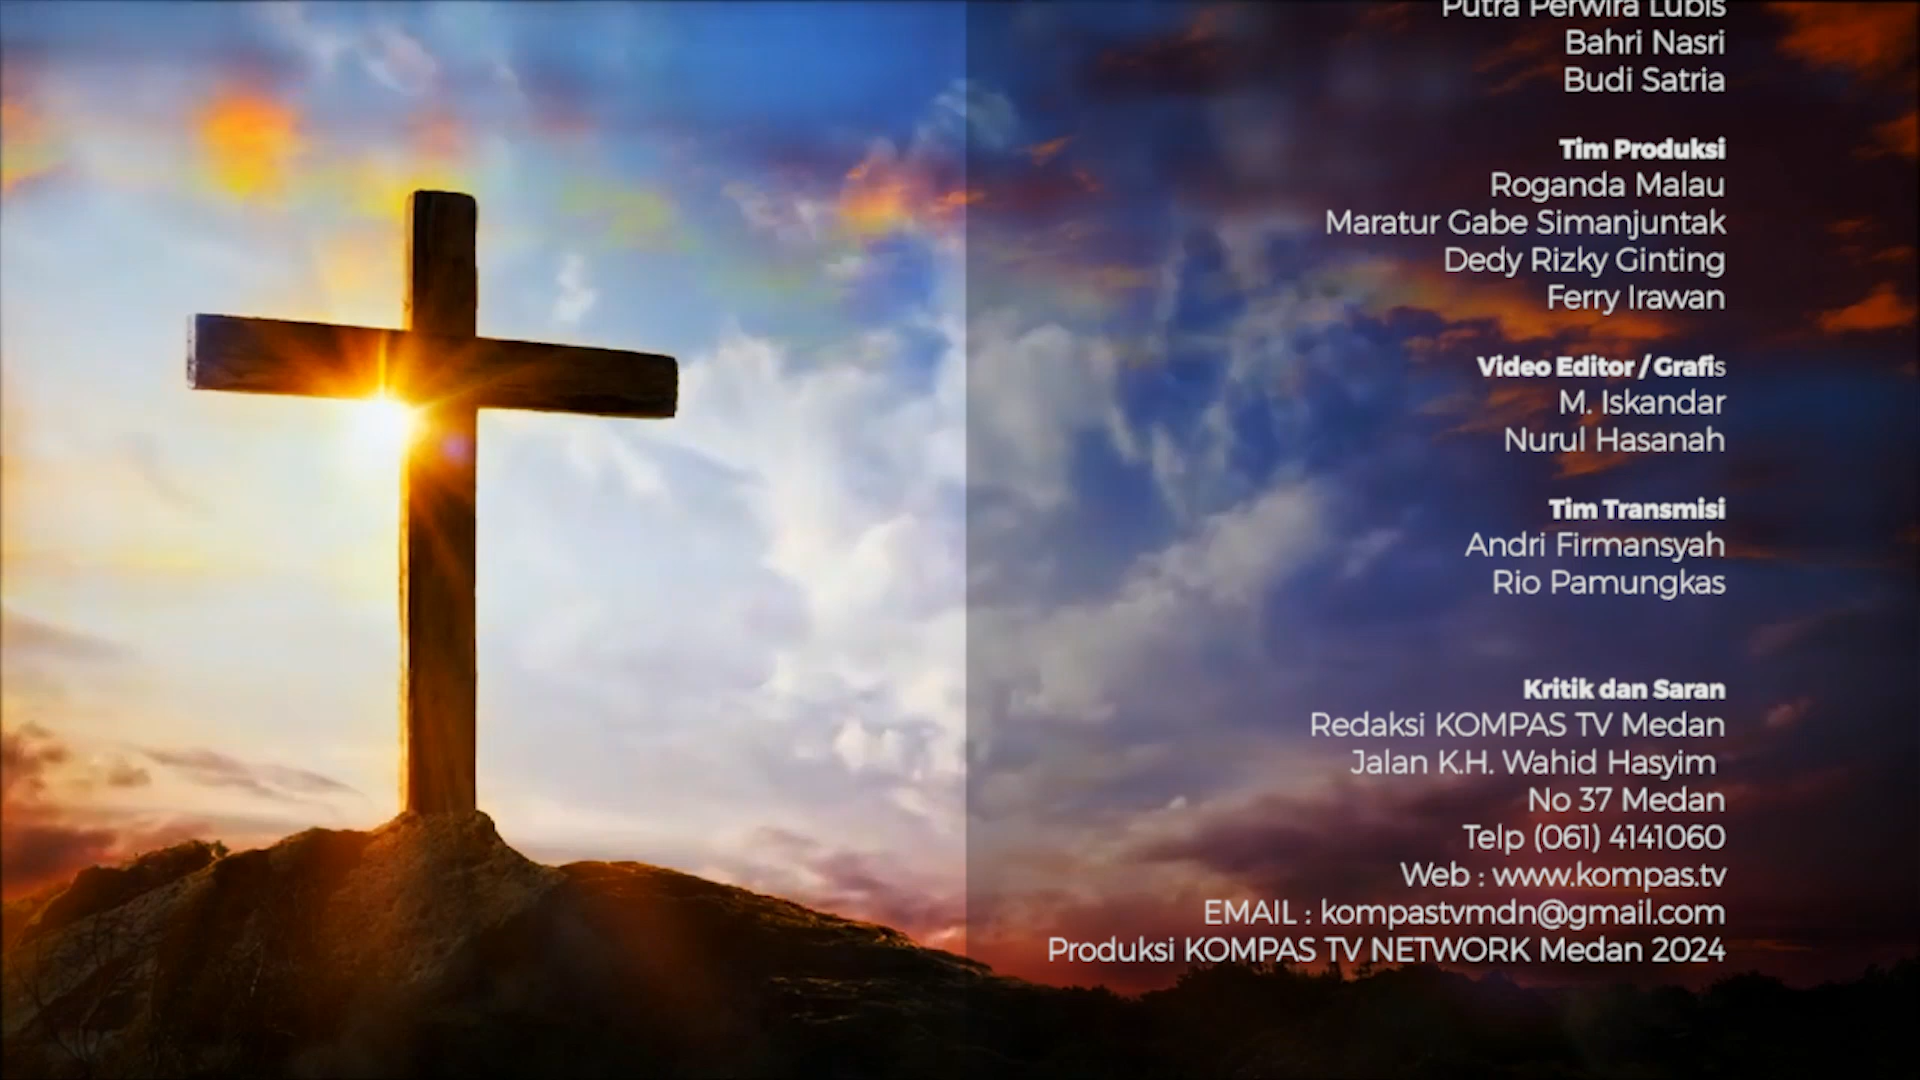 Putra Perwira Lubis
Bahri Nasri
Budi Satria
Tim Produksi
Roganda Malau
Maratur Gabe Simanjuntak
Dedy Rizky Ginting
Ferry Irawan
Video Editor / Grafis
M. Iskandar
Nurul Hasanah
Tim Transmisi
Andri Firmansyah
Rio Pamungkas
Kritik dan Saran
Redaksi KOMPAS TV Medan
Jalan K.H. Wahid Hasyim
No 37 Medan
Telp (061) 4141060
Web : www.kompas.tv
EMAIL : kompastvmdn@gmail.com
Produksi KOMPAS TV NETWORK Medan 2024